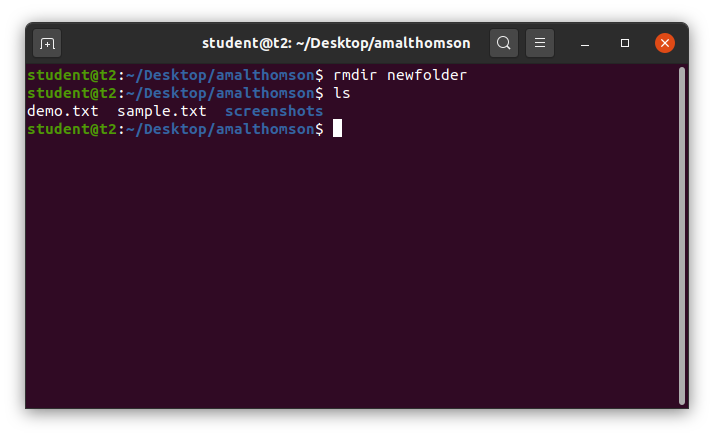 student@t2: ~/Desktop/amalthomson
student@t2:~/Desktop/amalthomson$ rmdir newfolder
student@t2:~/Desktop/amalthomson$ ls
demo.txt  sample.txt  screenshots
student@t2:~/Desktop/amalthomson$